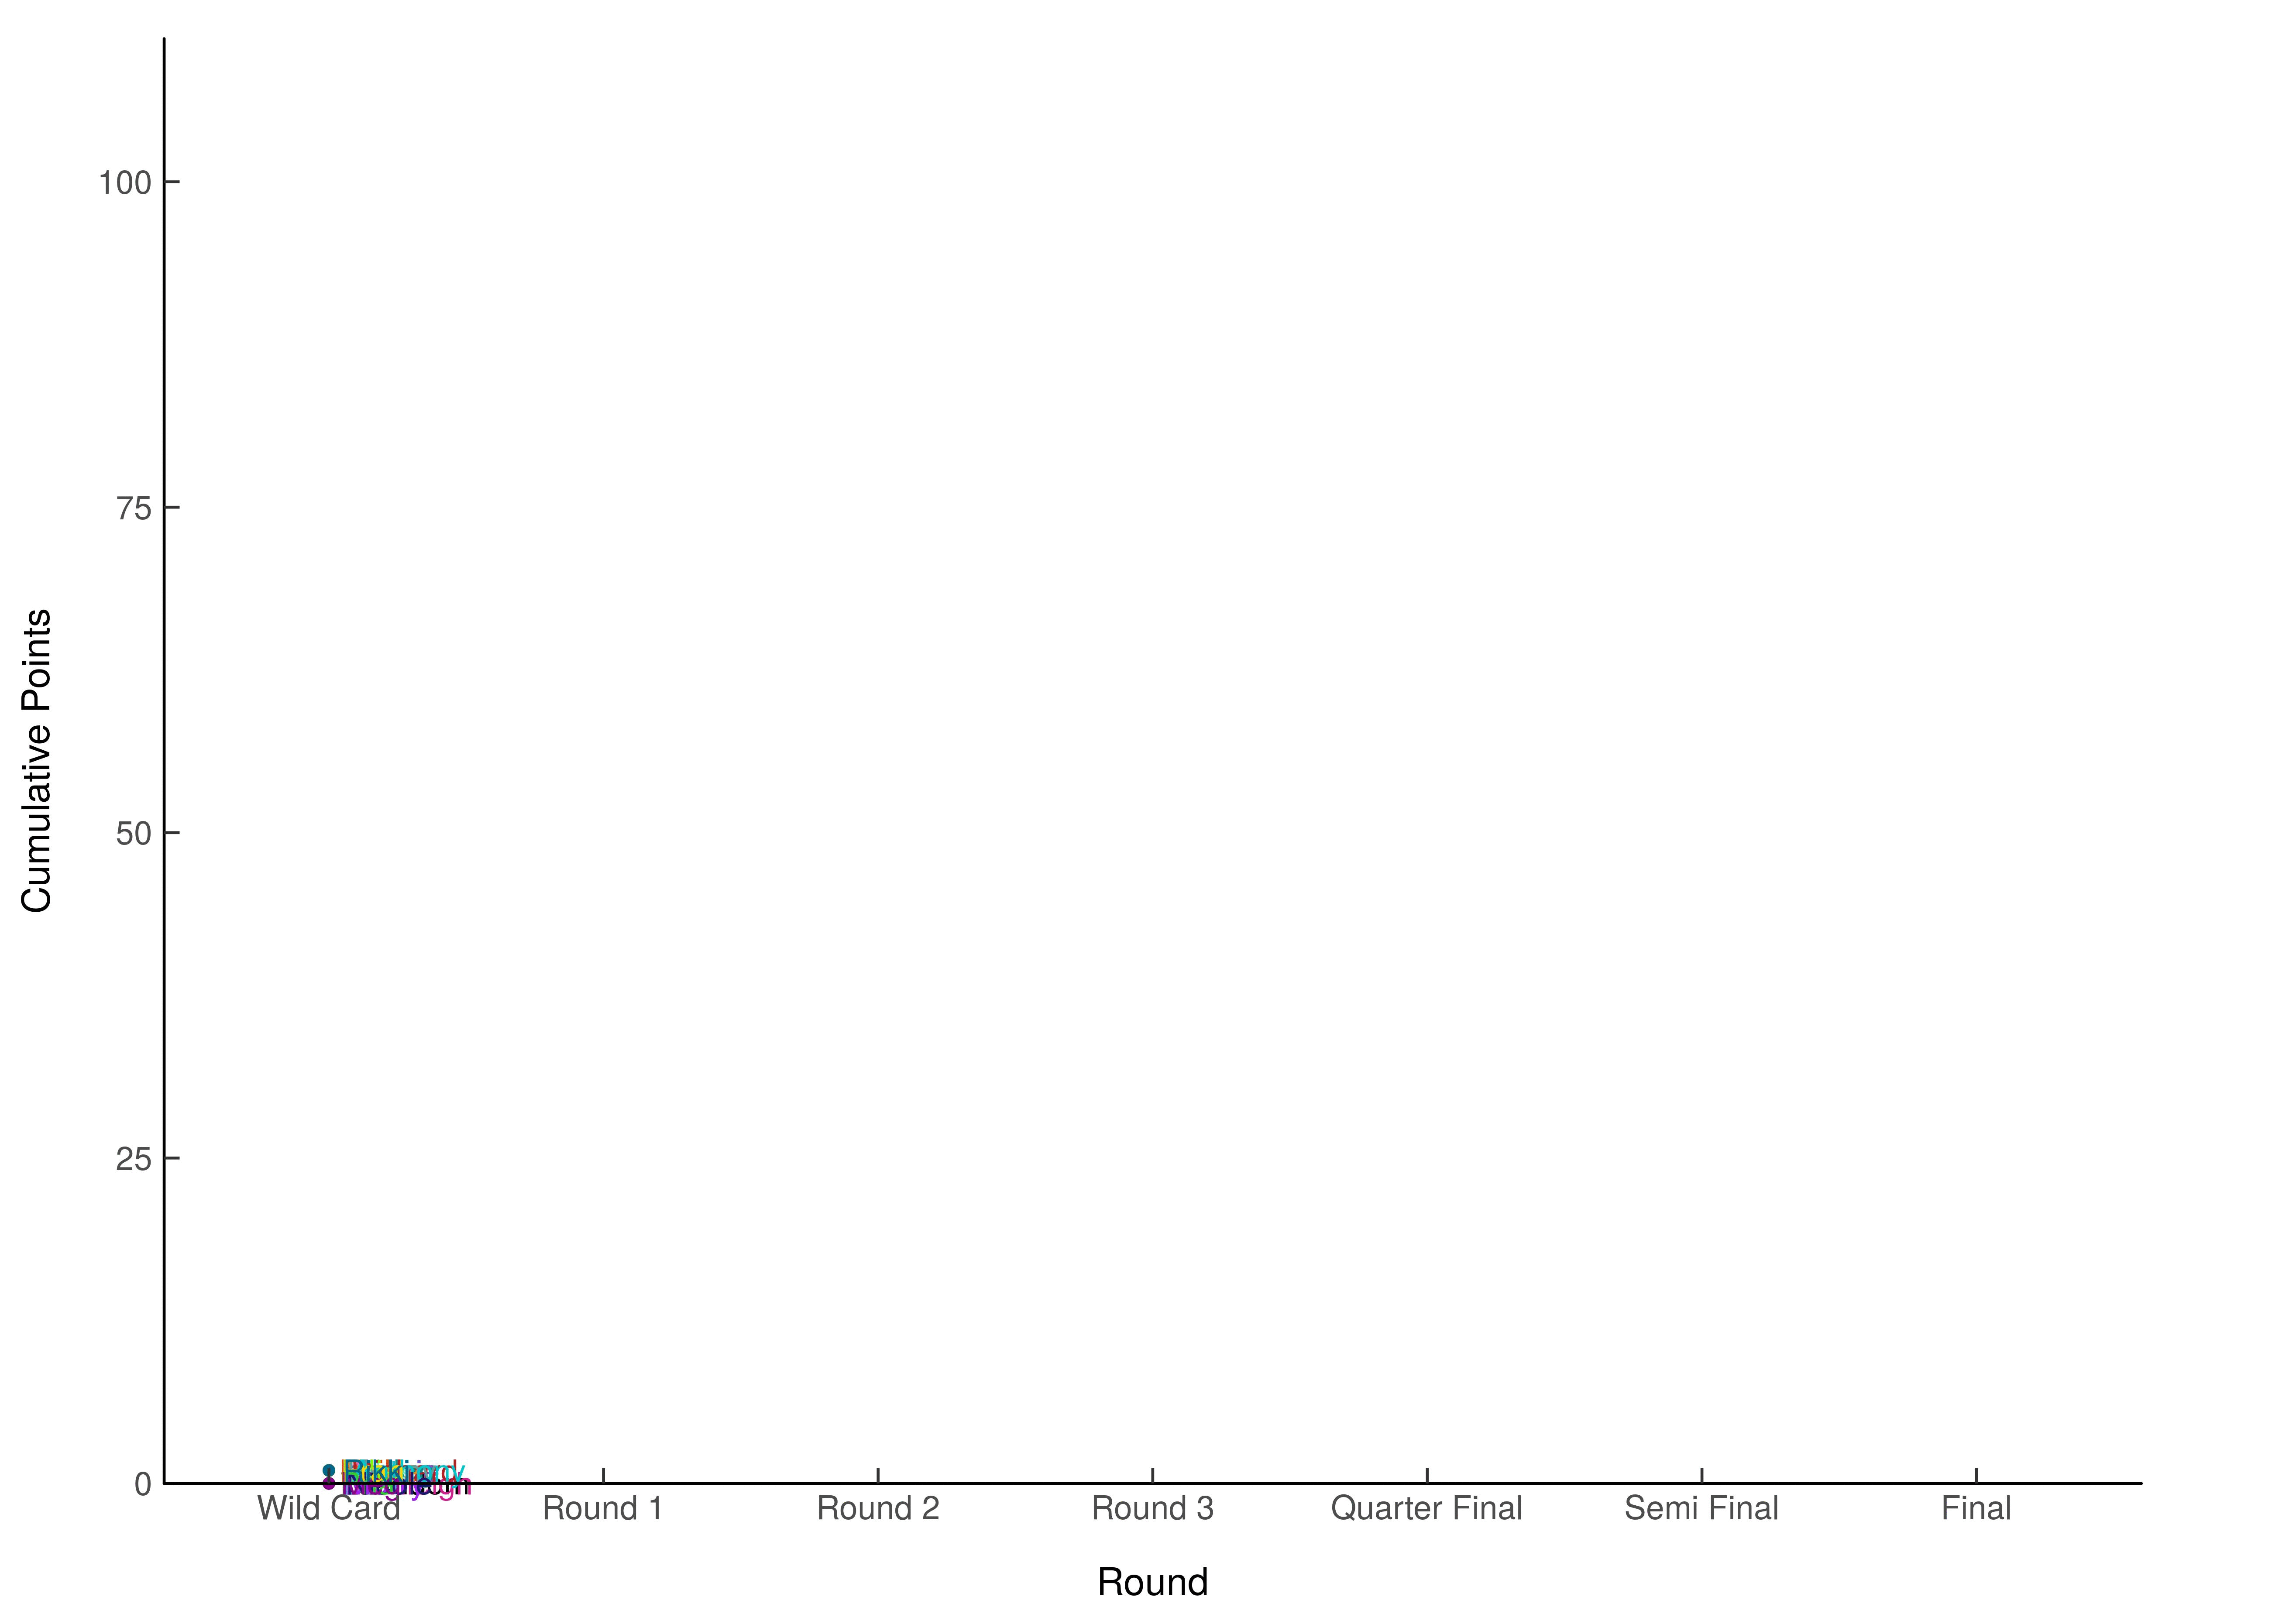 100
75
50
25
0
Cumulative Points
Wild Card
Round 1
Round 2
Round 3
Quarter Final
Semi Final
Final
Round